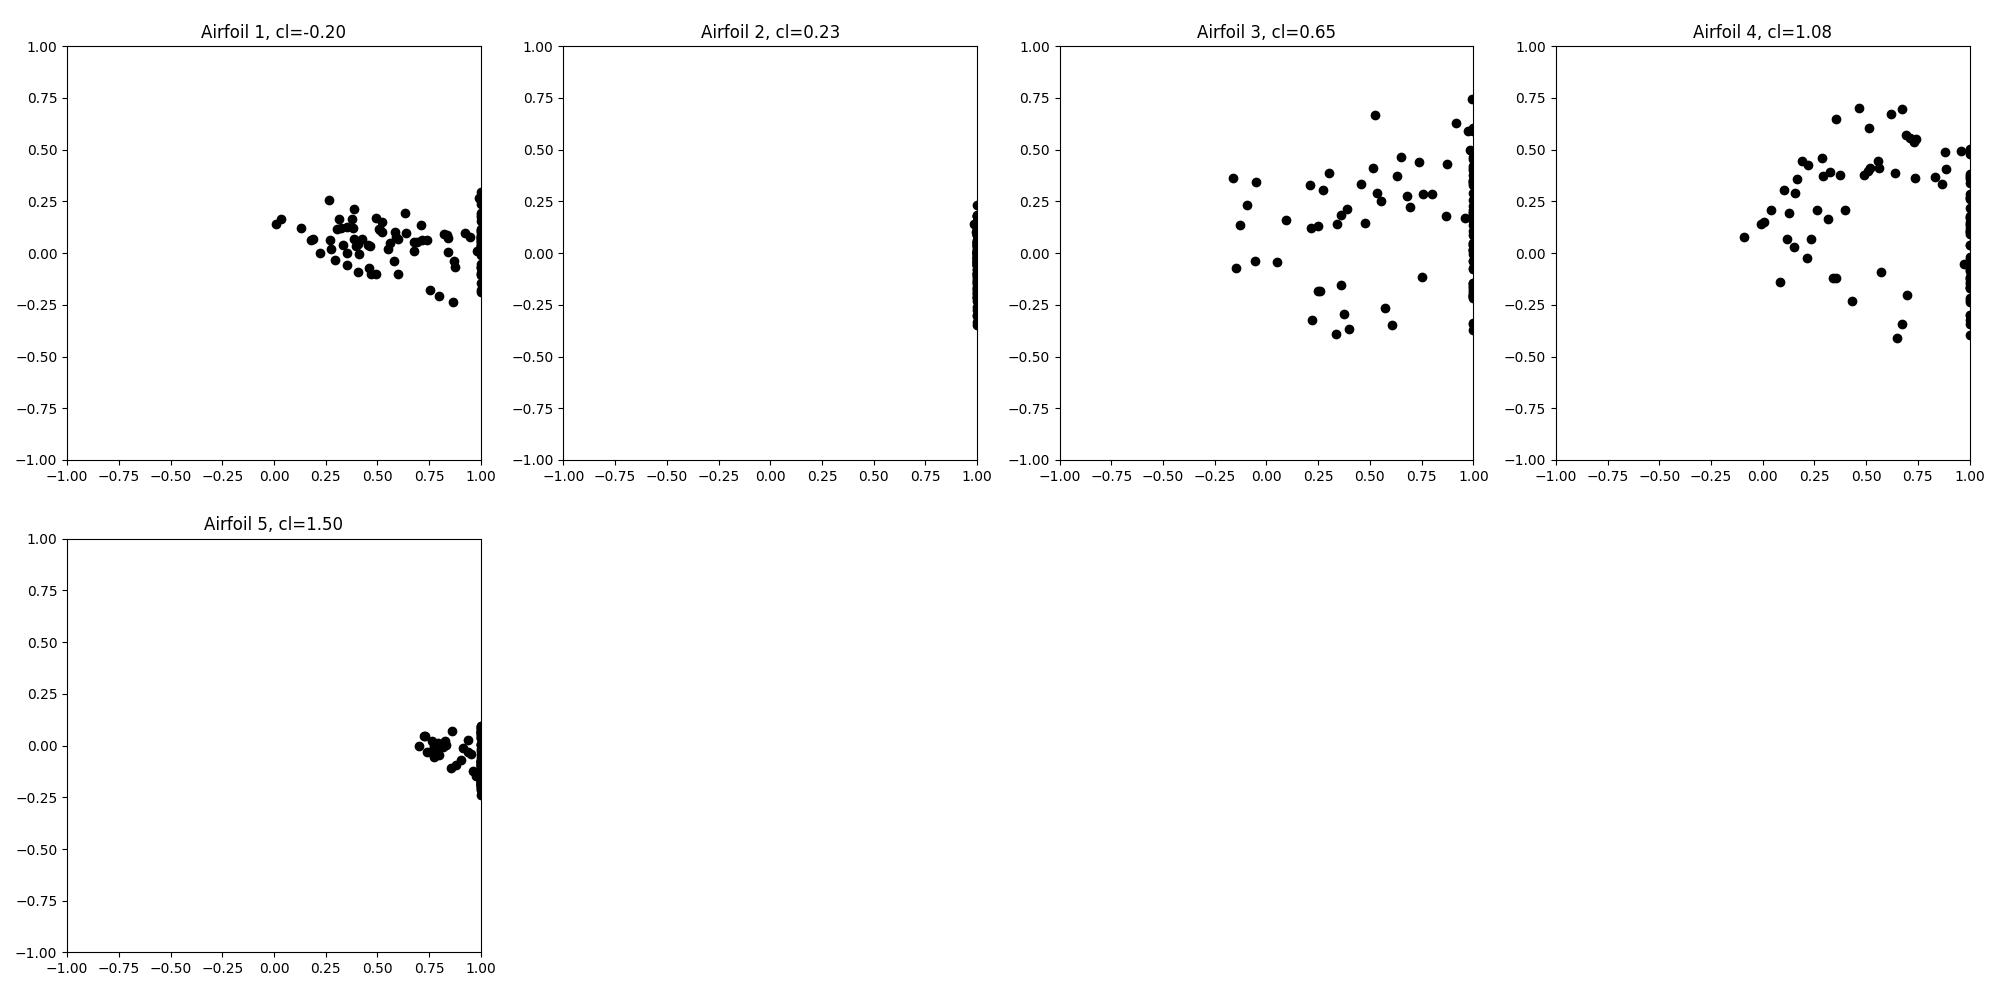 Airfoil 1, cl=-0.20
Airfoil 2, cl=0.23
Airfoil 3, cl=0.65
Airfoil 4, cl=1.08
1.00 1.00 1.00 1.00
0.75 0.75 0.75 0.75
0.50 0.50 0.50 0.50
0.25 0.25 0.25 0.25
0.00 0.00 0.00 0.00
−0.25 −0.25 −0.25 −0.25
−0.50 −0.50 −0.50 −0.50
−0.75 −0.75 −0.75 −0.75
−1.00 −1.00 −1.00 −1.00
−1.00 −0.75 −0.50 −0.25 0.00 0.25 0.50 0.75 1.00
−1.00 −0.75 −0.50 −0.25 0.00 0.25 0.50 0.75 1.00
−1.00 −0.75 −0.50 −0.25 0.00 0.25 0.50 0.75 1.00
−1.00 −0.75 −0.50 −0.25 0.00 0.25 0.50 0.75 1.00
Airfoil 5, cl=1.50
1.00
0.75
0.50
0.25
0.00
−0.25
−0.50
−0.75
−1.00
−1.00 −0.75 −0.50 −0.25 0.00 0.25 0.50 0.75 1.00